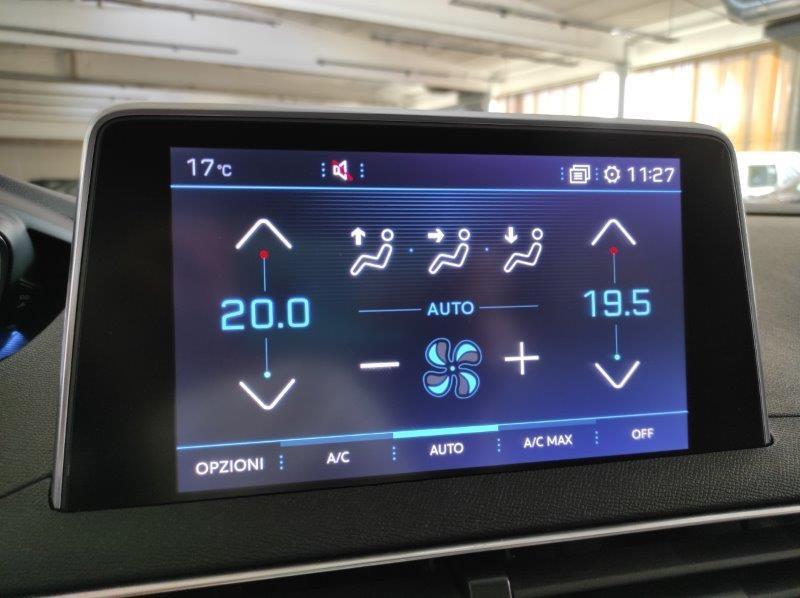 17°C 11:27
20.0 19.5
AUTO
OPZIONI A/C AUTO A/C MAX OFF